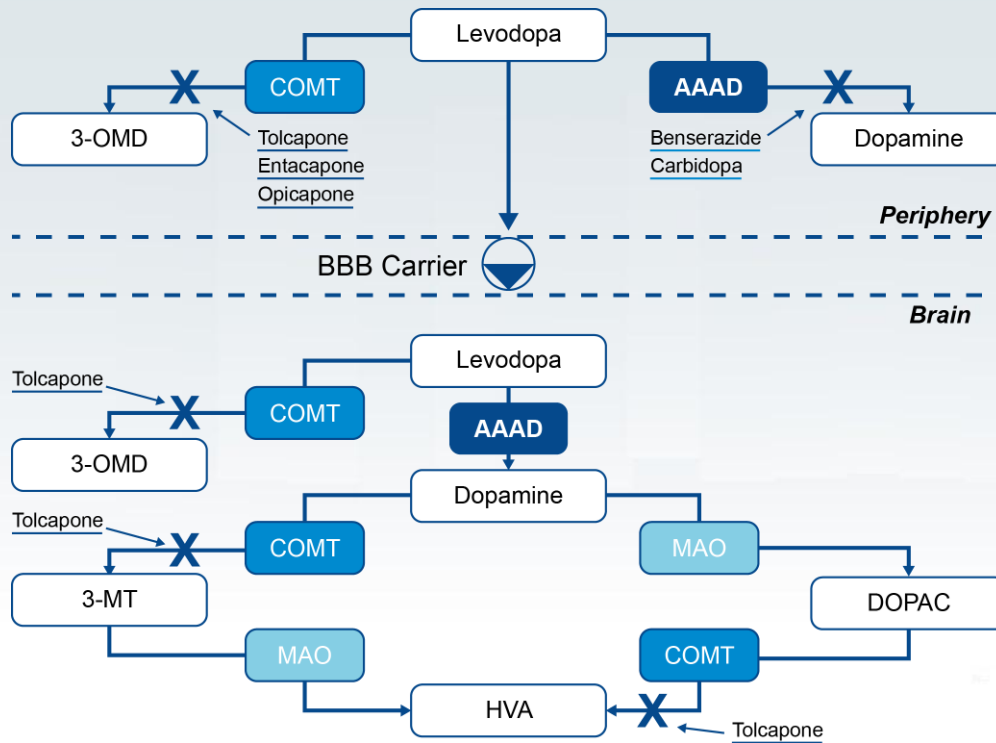 Levodopa
COMT
AAAD
3-OMD
Tolcapone
Entacapone
Opicapone
Benserazide
Carbidopa
Dopamine
Periphery
BBB Carrier
Brain
Levodopa
Tolcapone
COMT
AAAD
3-OMD
Dopamine
Tolcapone
COMT
MAO
3-MT
DOPAC
MAO
COMT
HVA
Tolcapone